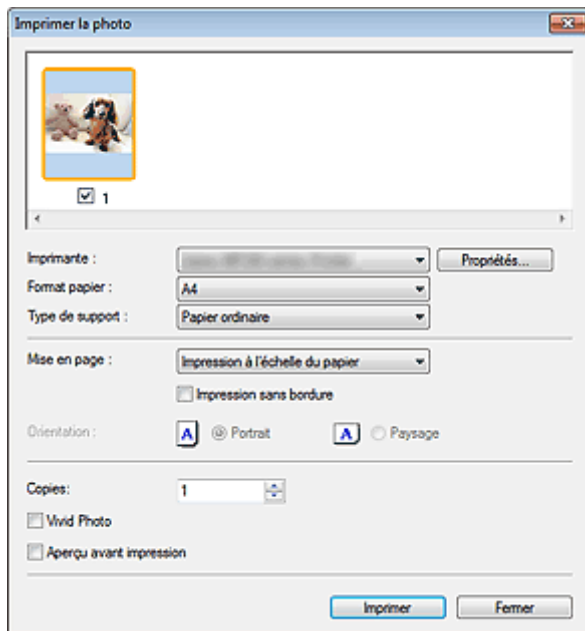 Imprimer la photo
1
Imprimante :
Propriétés...
Format papier :
A4
Type de support :
Papier ordinaire
Mise en page :
Impression à l'échelle du papier
Impression sans bordure
Orientation :
A
Portrait
A
Paysage
Copies:
1
Vivid Photo
Aperçu avant impression
Imprimer
Fermer